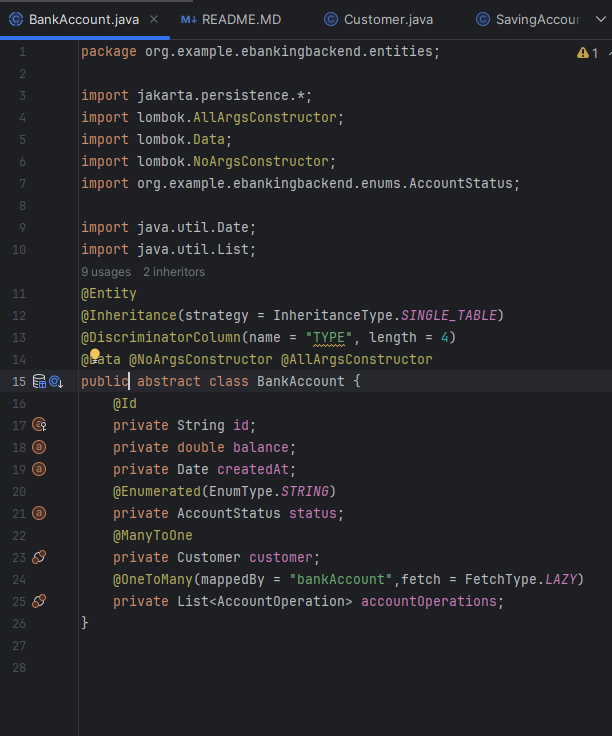 BankAccount.java × M↓ README.MD Customer.java SavingAccou
1 package org.example.ebankingbackend.entities; 1
2
3 import jakarta.persistence.*;
4 import lombok.AllArgsConstructor;
5 import lombok.Data;
6 import lombok.NoArgsConstructor;
7 import org.example.ebankingbackend.enums.AccountStatus;
8
9 import java.util.Date;
10 import java.util.List;
9 usages 2 inheritors
11 @Entity
12 @Inheritance(strategy = InheritanceType.SINGLE_TABLE)
13 @DiscriminatorColumn(name = "TYPE", length = 4)
14 @Data @NoArgsConstructor @AllArgsConstructor
15 public abstract class BankAccount {
16 @Id
17 private String id;
18 private double balance;
19 private Date createdAt;
20 @Enumerated(EnumType.STRING)
21 private AccountStatus status;
22 @ManyToOne
23 private Customer customer;
24 @OneToMany(mappedBy = "bankAccount",fetch = FetchType.LAZY)
25 private List<AccountOperation> accountOperations;
26 }
27
28